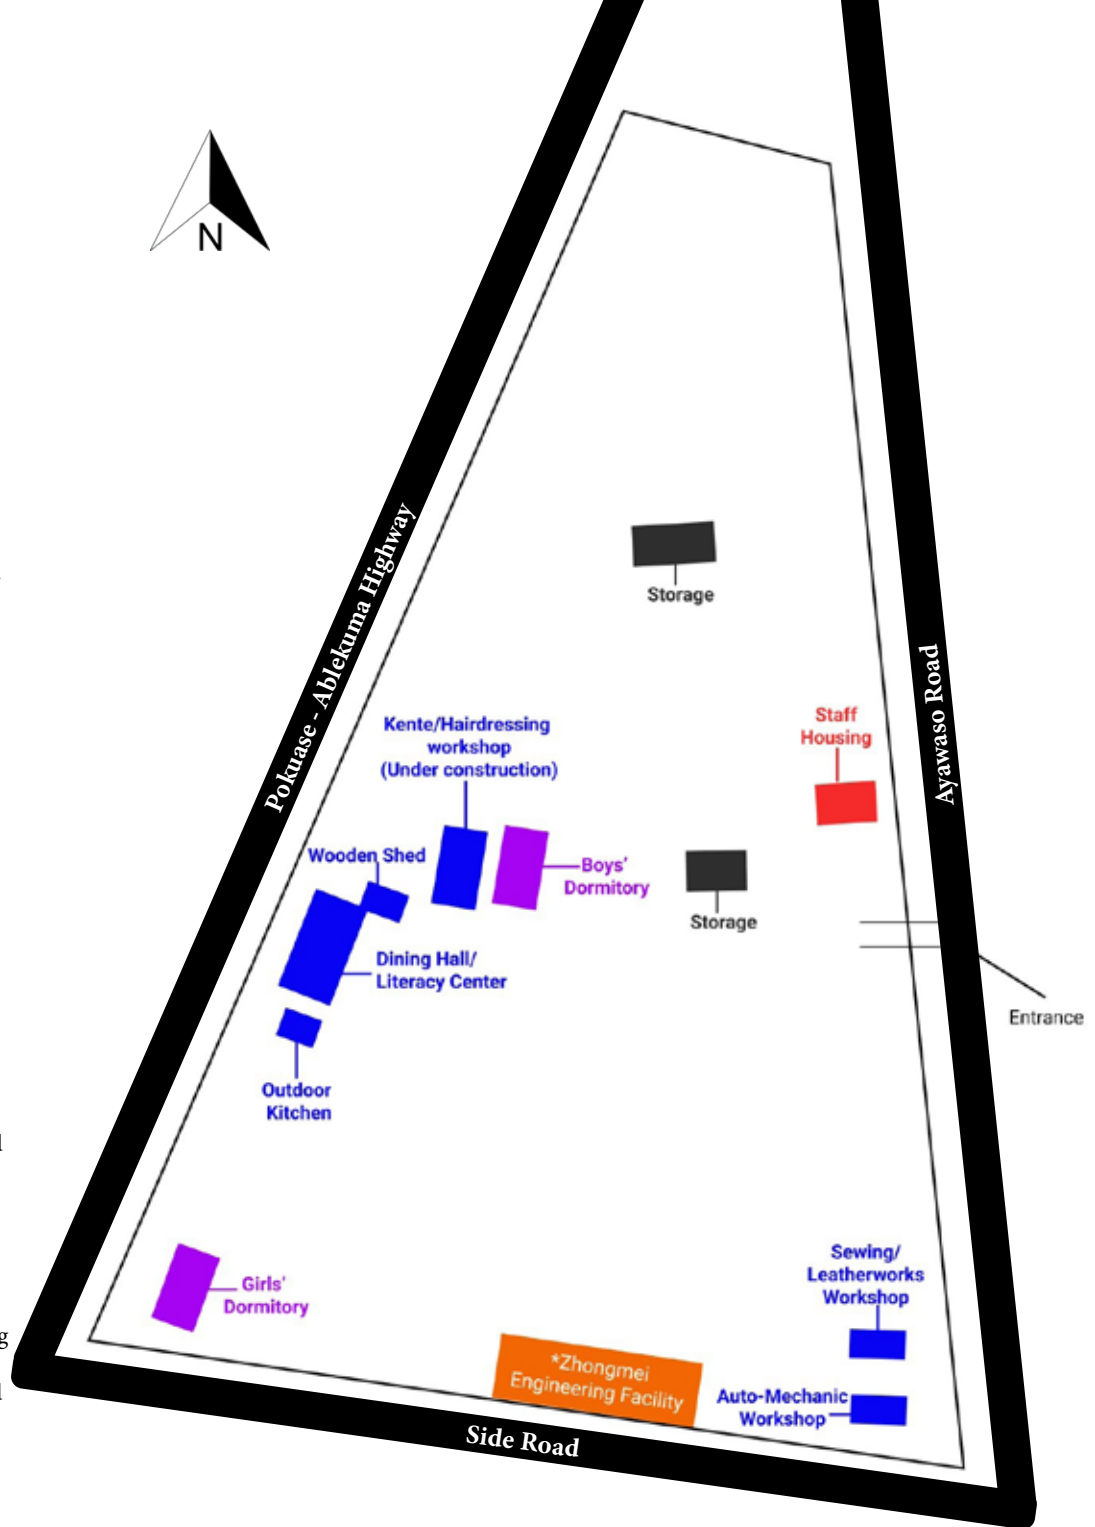 N
Pokuase - Ablekuma Highway
Storage
Ayawaso Road
Staff
Housing
Kente/Hairdressing
workshop
(Under construction)
Wooden Shed
Boys'
Dormitory
Storage
Dining Hall/
Literacy Center
Entrance
Outdoor
Kitchen
Sewing/
Leatherworks
Workshop
Girls'
Dormitory
*Zhongmei
Engineering Facility
Auto-Mechanic
Workshop
Side Road